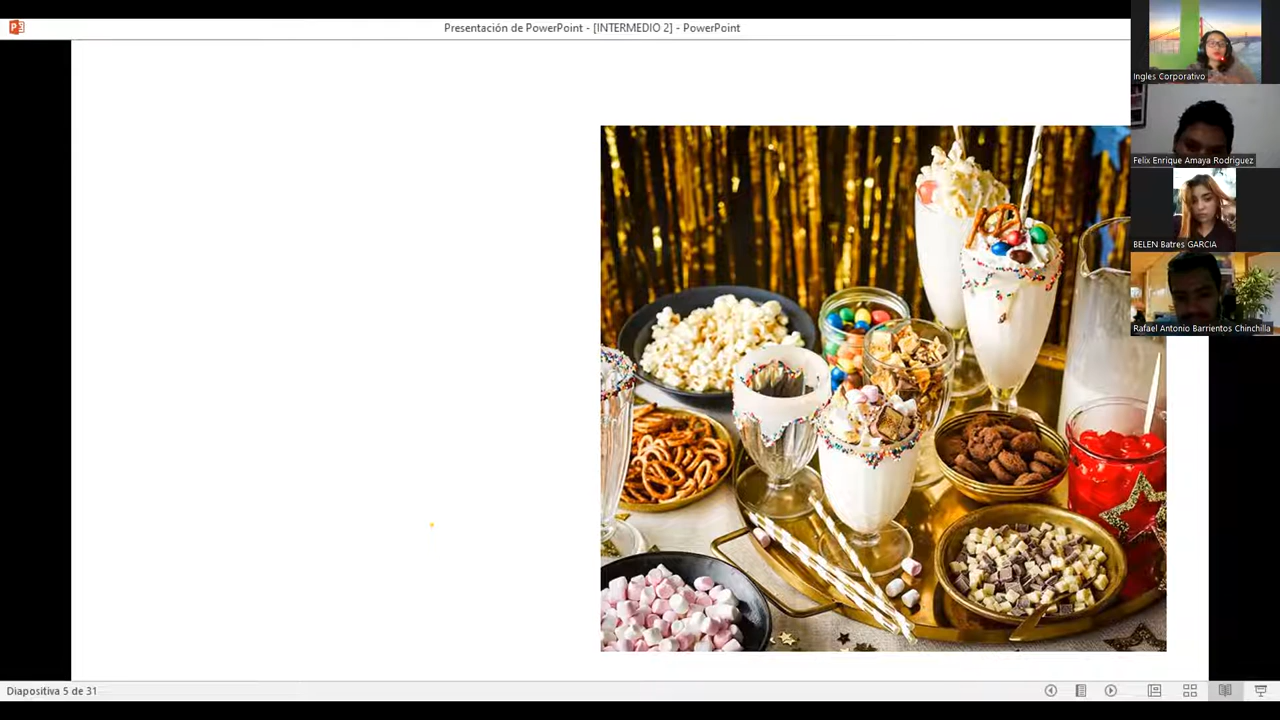 Presentación de PowerPoint - [INTERMEDIO 2] - PowerPoint
Ingles Corporativo
Felix Enrique Amaya Rodriguez
BELEN Batres GARCIA
Rafael Antonio Barrientos Chinchilla
Diapositiva 5 de 31